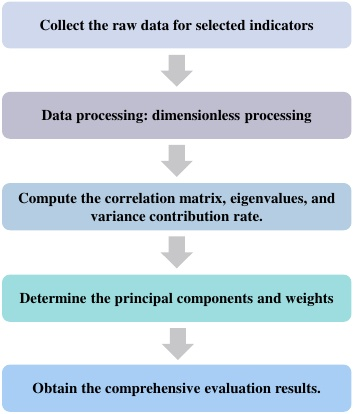 Collect the raw data for selected indicators
Data processing: dimensionless processing
Compute the correlation matrix, eigenvalues, and
variance contribution rate.
Determine the principal components and weights
Obtain the comprehensive evaluation results.